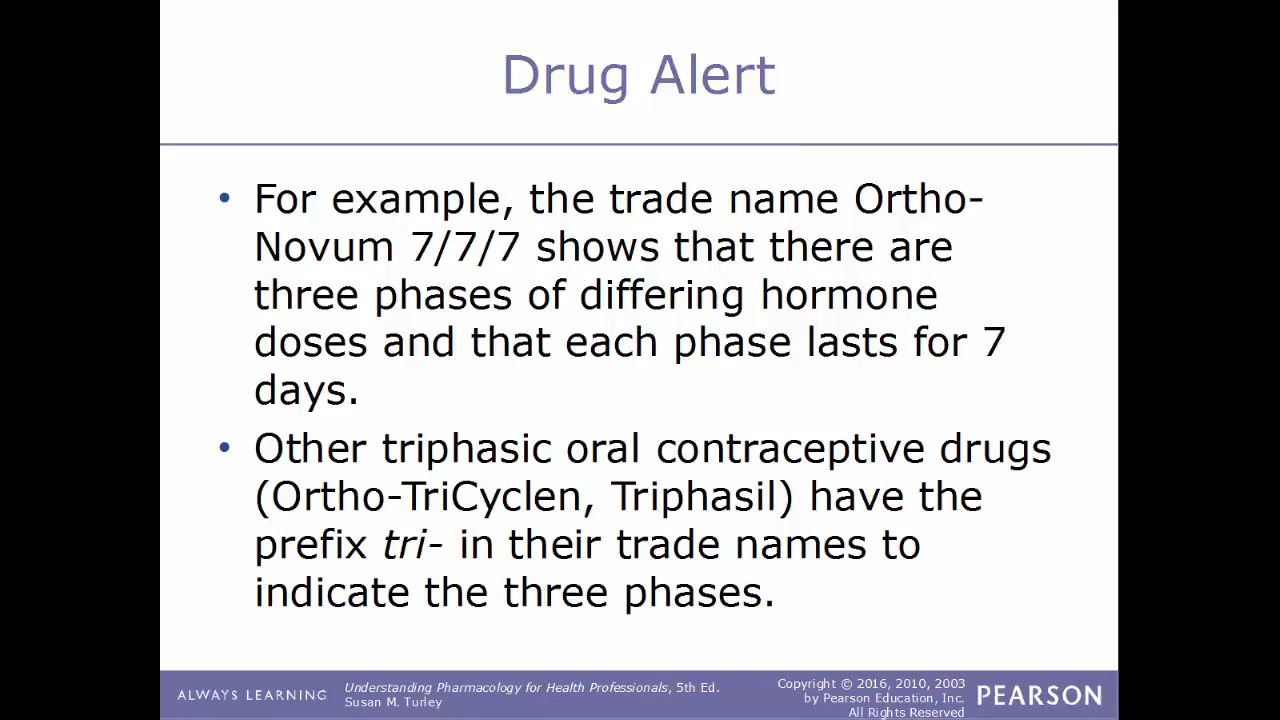 Drug Alert
• For example, the trade name Ortho-
Novum 7/7/7 shows that there are
three phases of differing hormone
doses and that each phase lasts for 7
days.
• Other triphasic oral contraceptive drugs
(Ortho-TriCyclen, Triphasil) have the
prefix tri- in their trade names to
indicate the three phases.
ALWAYS LEARNING
Understanding Pharmacology for Health Professionals, 5th Ed.
Susan M. Turley
Copyright © 2016, 2010, 2003
by Pearson Education, Inc.
All Rights Reserved
PEARSON